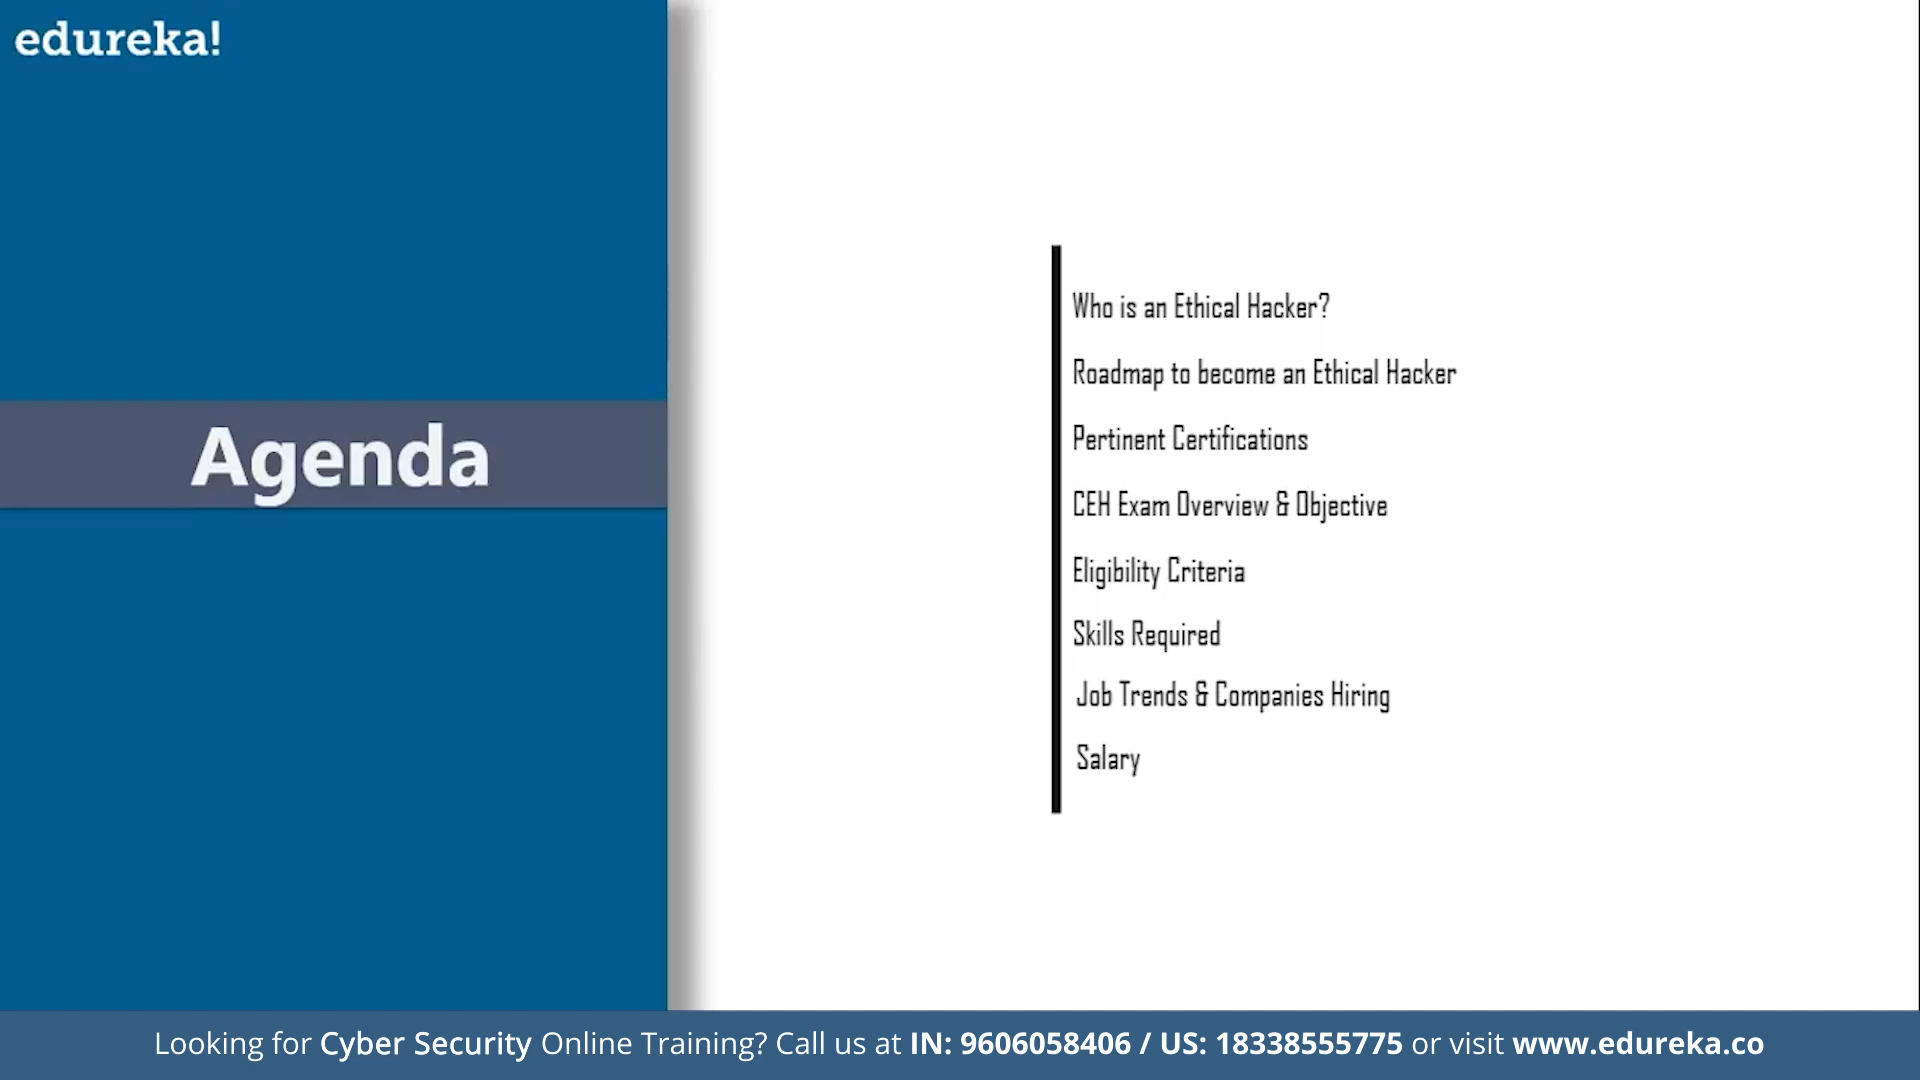 edureka!
Agenda
Who is an Ethical Hacker?
Roadmap to become an Ethical Hacker
Pertinent Certifications
CEH Exam Overview & Objective
Eligibility Criteria
Skills Required
Job Trends & Companies Hiring
Salary
Looking for Cyber Security Online Training? Call us at IN: 9606058406 / US: 18338555775 or visit www.edureka.co